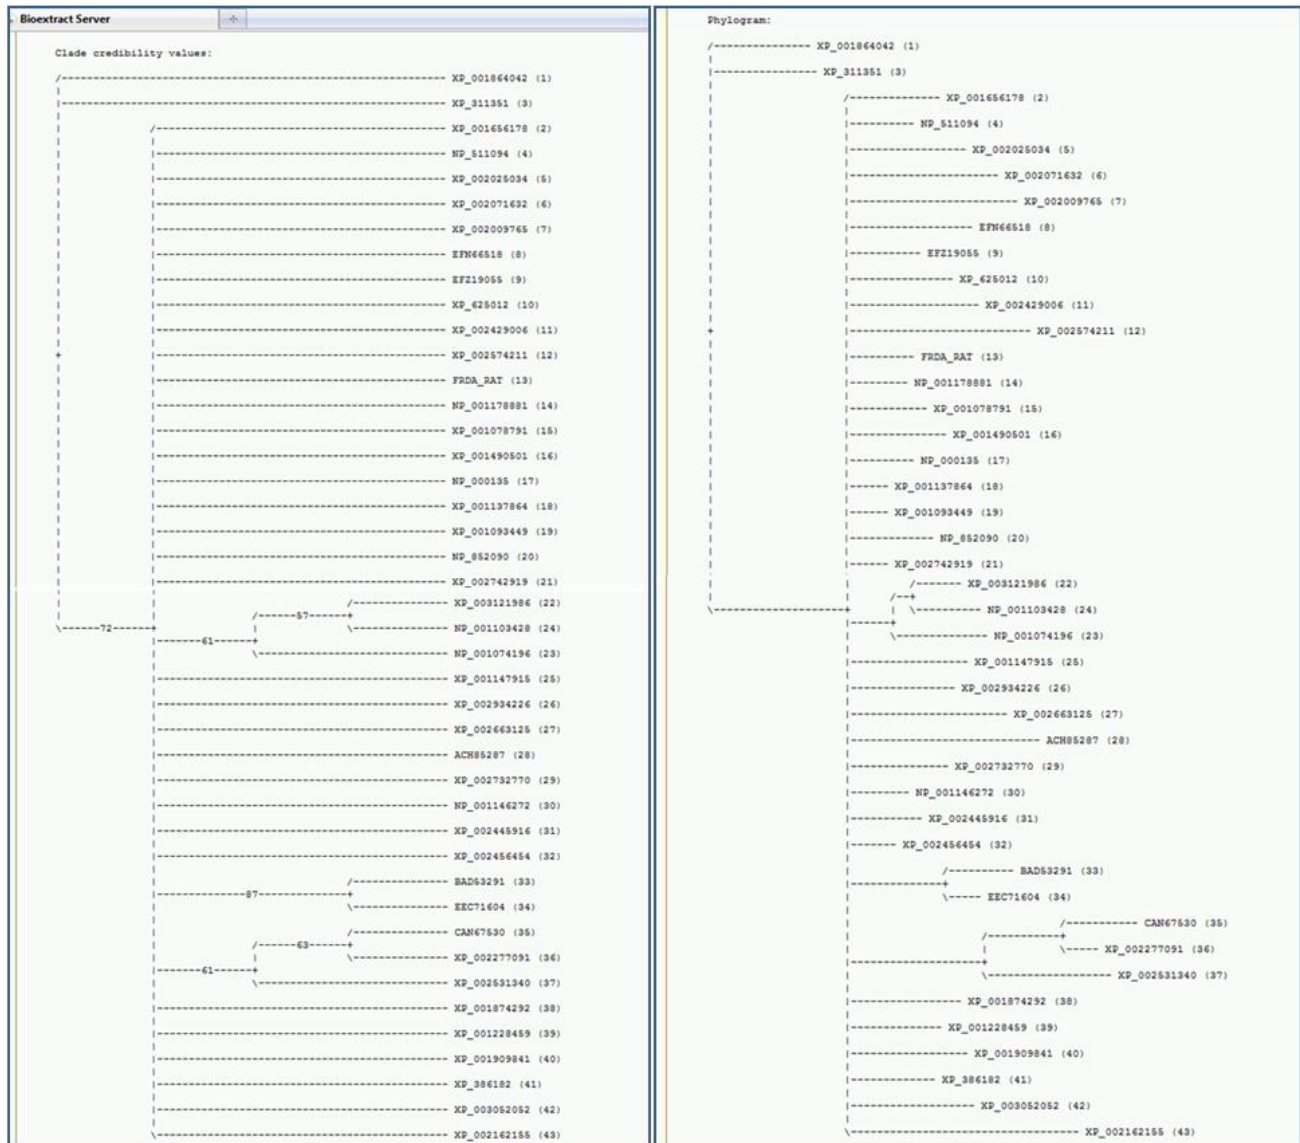 Bioextract Server
Clade credibility values:
XP_001864042 (1)
XP_311351 (3)
XP_001656178 (2)
NP_511094 (4)
XP_002025034 (5)
XP_002071632 (6)
XP_002009765 (7)
EFN66518 (8)
EFZ19055 (9)
XP_625012 (10)
XP_002429006 (11)
XP_002574211 (12)
FRDA_RAT (13)
NP_001178881 (14)
XP_001078791 (15)
XP_001490501 (16)
NP_000135 (17)
XP_001137864 (18)
XP_001093449 (19)
NP_852090 (20)
XP_002742919 (21)
XP_003121986 (22)
57
72
NP_001103428 (24)
61
NP_001074196 (23)
XP_001147915 (25)
XP_002934226 (26)
XP_002663125 (27)
ACH85287 (28)
XP_002732770 (29)
NP_001146272 (30)
XP_002445916 (31)
XP_002456454 (32)
BAD53291 (33)
87
EEC71604 (34)
CAN67530 (35)
63
XP_002277091 (36)
61
XP_002531340 (37)
XP_001874292 (38)
XP_001228459 (39)
XP_001909841 (40)
XP_386182 (41)
XP_003052052 (42)
XP_002162155 (43)
Phylogram:
XP_001864042 (1)
XP_311351 (3)
XP_001656178 (2)
NP_511094 (4)
XP_002025034 (5)
XP_002071632 (6)
XP_002009765 (7)
EFN66518 (8)
EFZ19055 (9)
XP_625012 (10)
XP_002429006 (11)
XP_002574211 (12)
FRDA_RAT (13)
NP_001178881 (14)
XP_001078791 (15)
XP_001490501 (16)
NP_000135 (17)
XP_001137864 (18)
XP_001093449 (19)
NP_852090 (20)
XP_002742919 (21)
XP_003121986 (22)
NP_001103428 (24)
NP_001074196 (23)
XP_001147915 (25)
XP_002934226 (26)
XP_002663125 (27)
ACH85287 (28)
XP_002732770 (29)
NP_001146272 (30)
XP_002445916 (31)
XP_002456454 (32)
BAD53291 (33)
EEC71604 (34)
CAN67530 (35)
XP_002277091 (36)
XP_002531340 (37)
XP_001874292 (38)
XP_001228459 (39)
XP_001909841 (40)
XP_386182 (41)
XP_003052052 (42)
XP_002162155 (43)